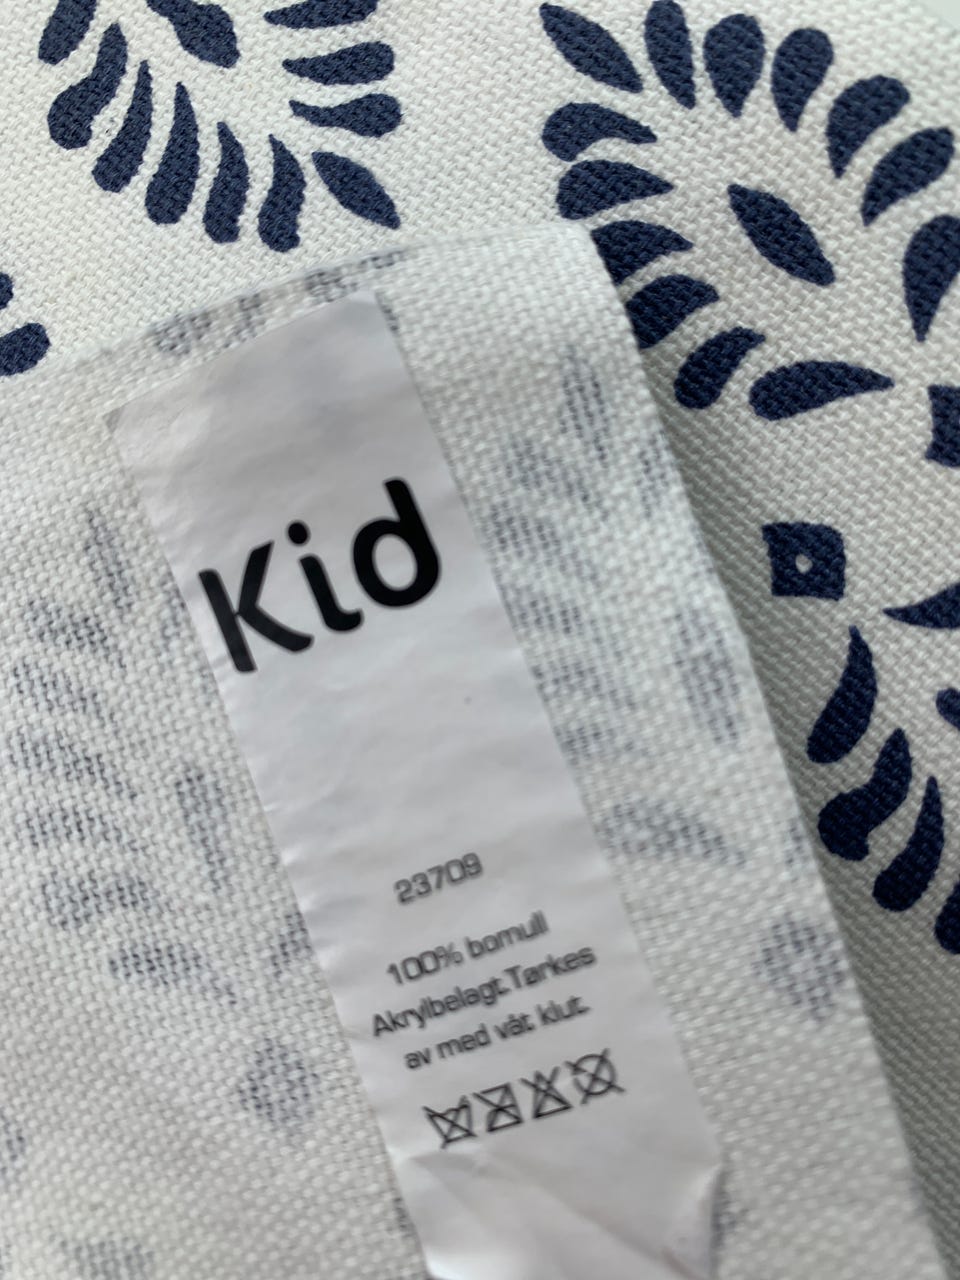 Kid
23709
100% bomull
Akrylbelagt.Tørkes
av med våt klut.